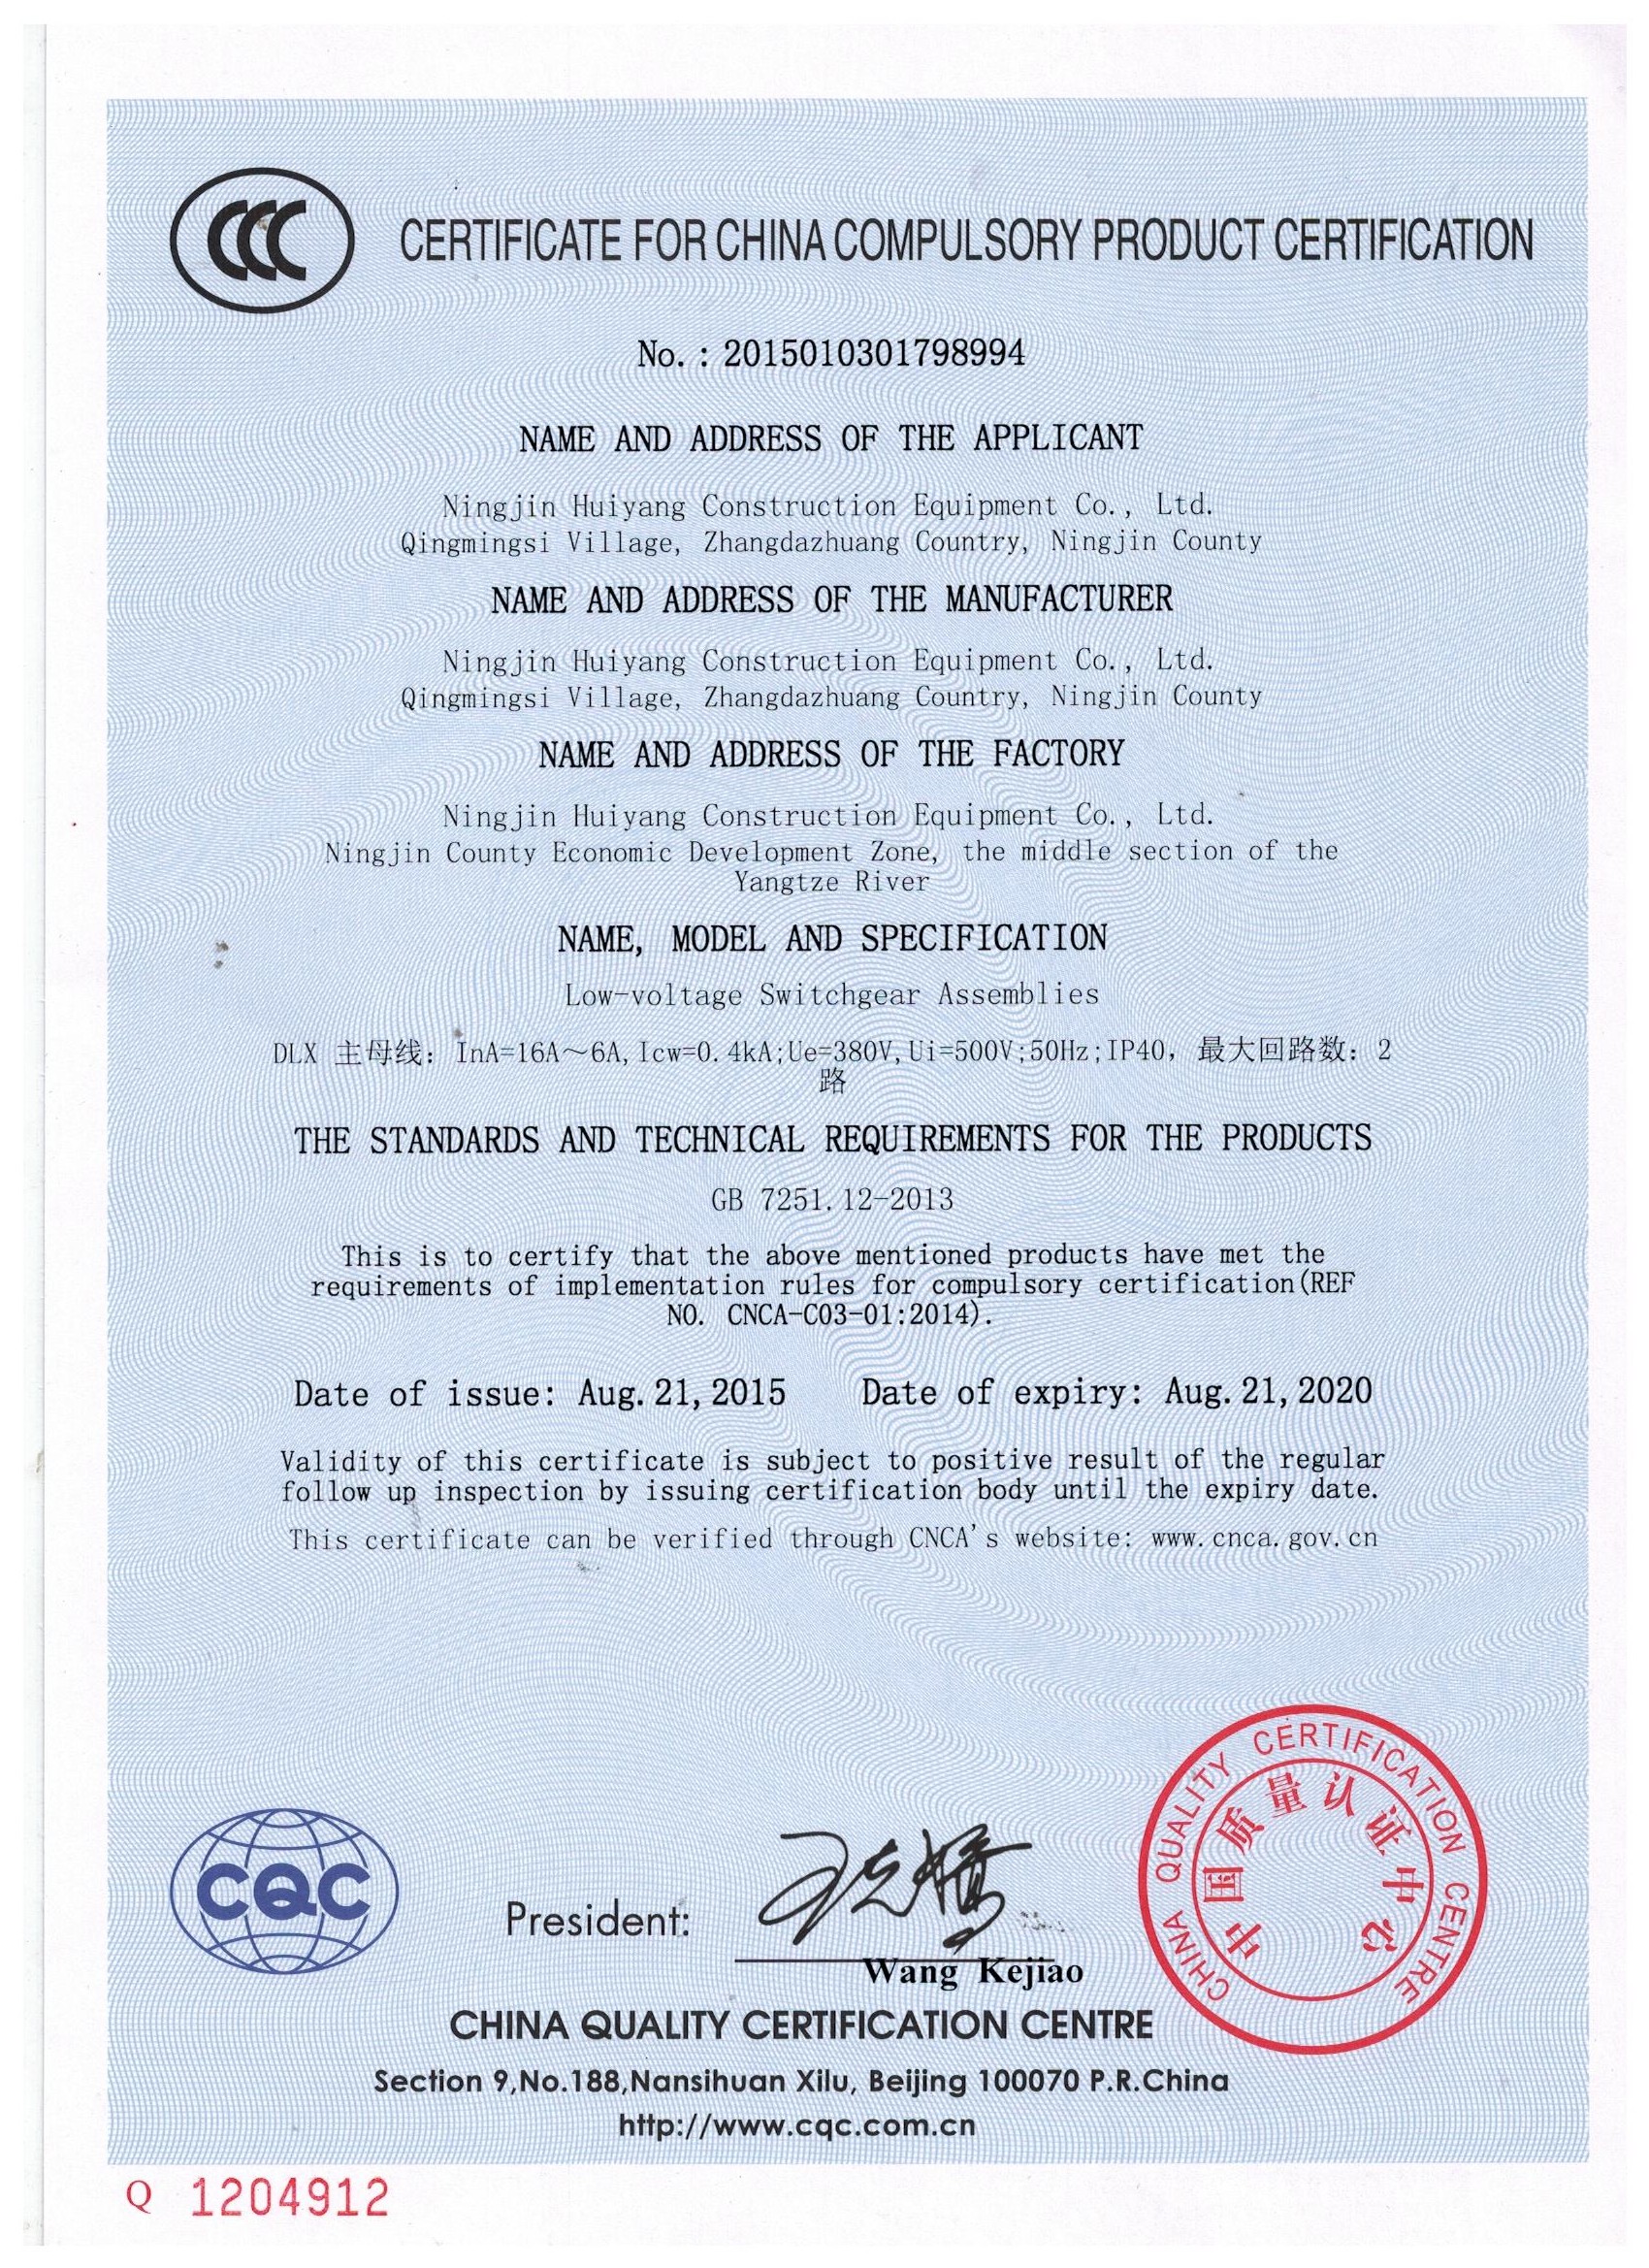 CCC
CERTIFICATE FOR CHINA COMPULSORY PRODUCT CERTIFICATION
No. : 2015010301798994
NAME AND ADDRESS OF THE APPLICANT
Ningjin Huiyang Construction Equipment Co., Ltd.
Qingmingsi Village, Zhangdazhuang Country, Ningjin County
NAME AND ADDRESS OF THE MANUFACTURER
Ningjin Huiyang Construction Equipment Co., Ltd.
Qingmingsi Village, Zhangdazhuang Country, Ningjin County
NAME AND ADDRESS OF THE FACTORY
Ningjin Huiyang Construction Equipment Co., Ltd.
Ningjin County Economic Development Zone, the middle section of the
Yangtze River
NAME, MODEL AND SPECIFICATION
Low-voltage Switchgear Assemblies
DLX 主母线：InA=16A～6A,Icw=0.4kA;Ue=380V,Ui=500V;50Hz;IP40，最大回路数：2
路
THE STANDARDS AND TECHNICAL REQUIREMENTS FOR THE PRODUCTS
GB 7251.12-2013
This is to certify that the above mentioned products have met the
requirements of implementation rules for compulsory certification(REF
NO. CNCA-C03-01:2014).
Date of issue: Aug.21,2015 Date of expiry: Aug.21,2020
Validity of this certificate is subject to positive result of the regular
follow up inspection by issuing certification body until the expiry date.
This certificate can be verified through CNCA's website: www.cnca.gov.cn
CQC
President:
王克娇
Wang Kejiao
CHINA QUALITY CERTIFICATION CENTRE
中国质量认证中心
CHINA QUALITY CERTIFICATION CENTRE
Section 9,No.188,Nansihuan Xilu, Beijing 100070 P.R.China
http://www.cqc.com.cn
Q 1204912